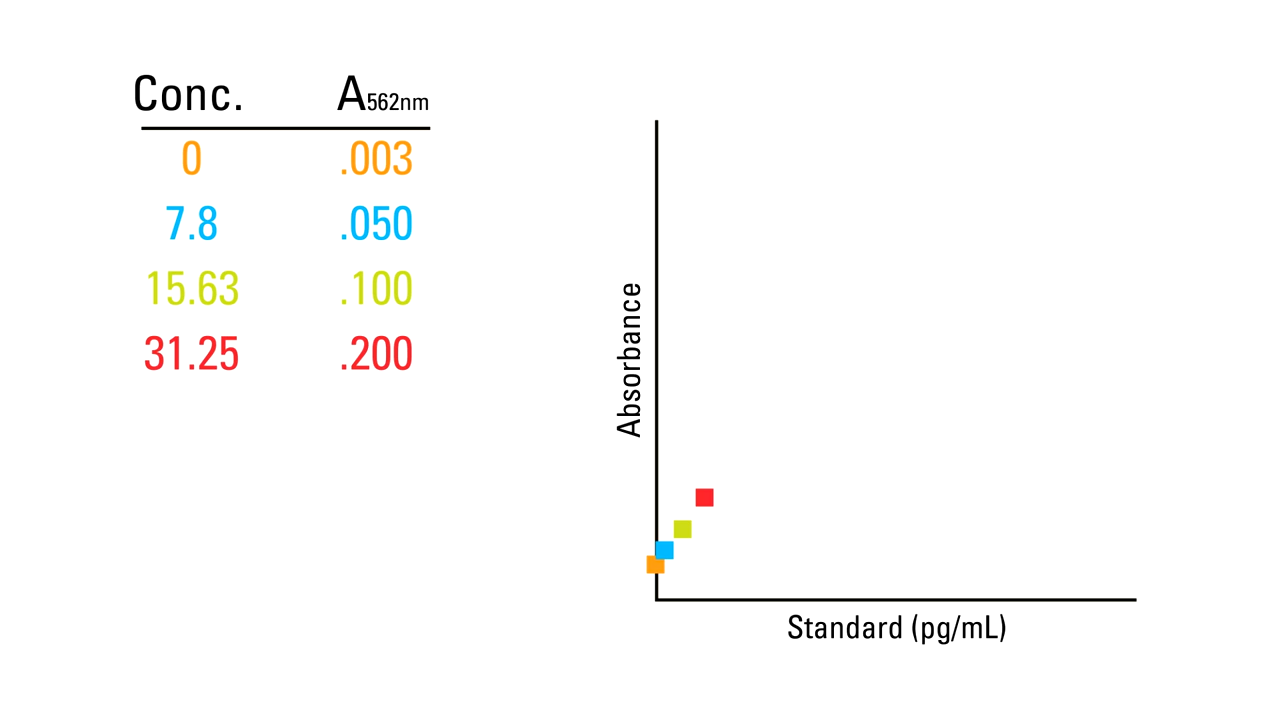 Conc. A562nm
0 .003
7.8 .050
15.63 .100
31.25 .200
Absorbance
Standard (pg/mL)